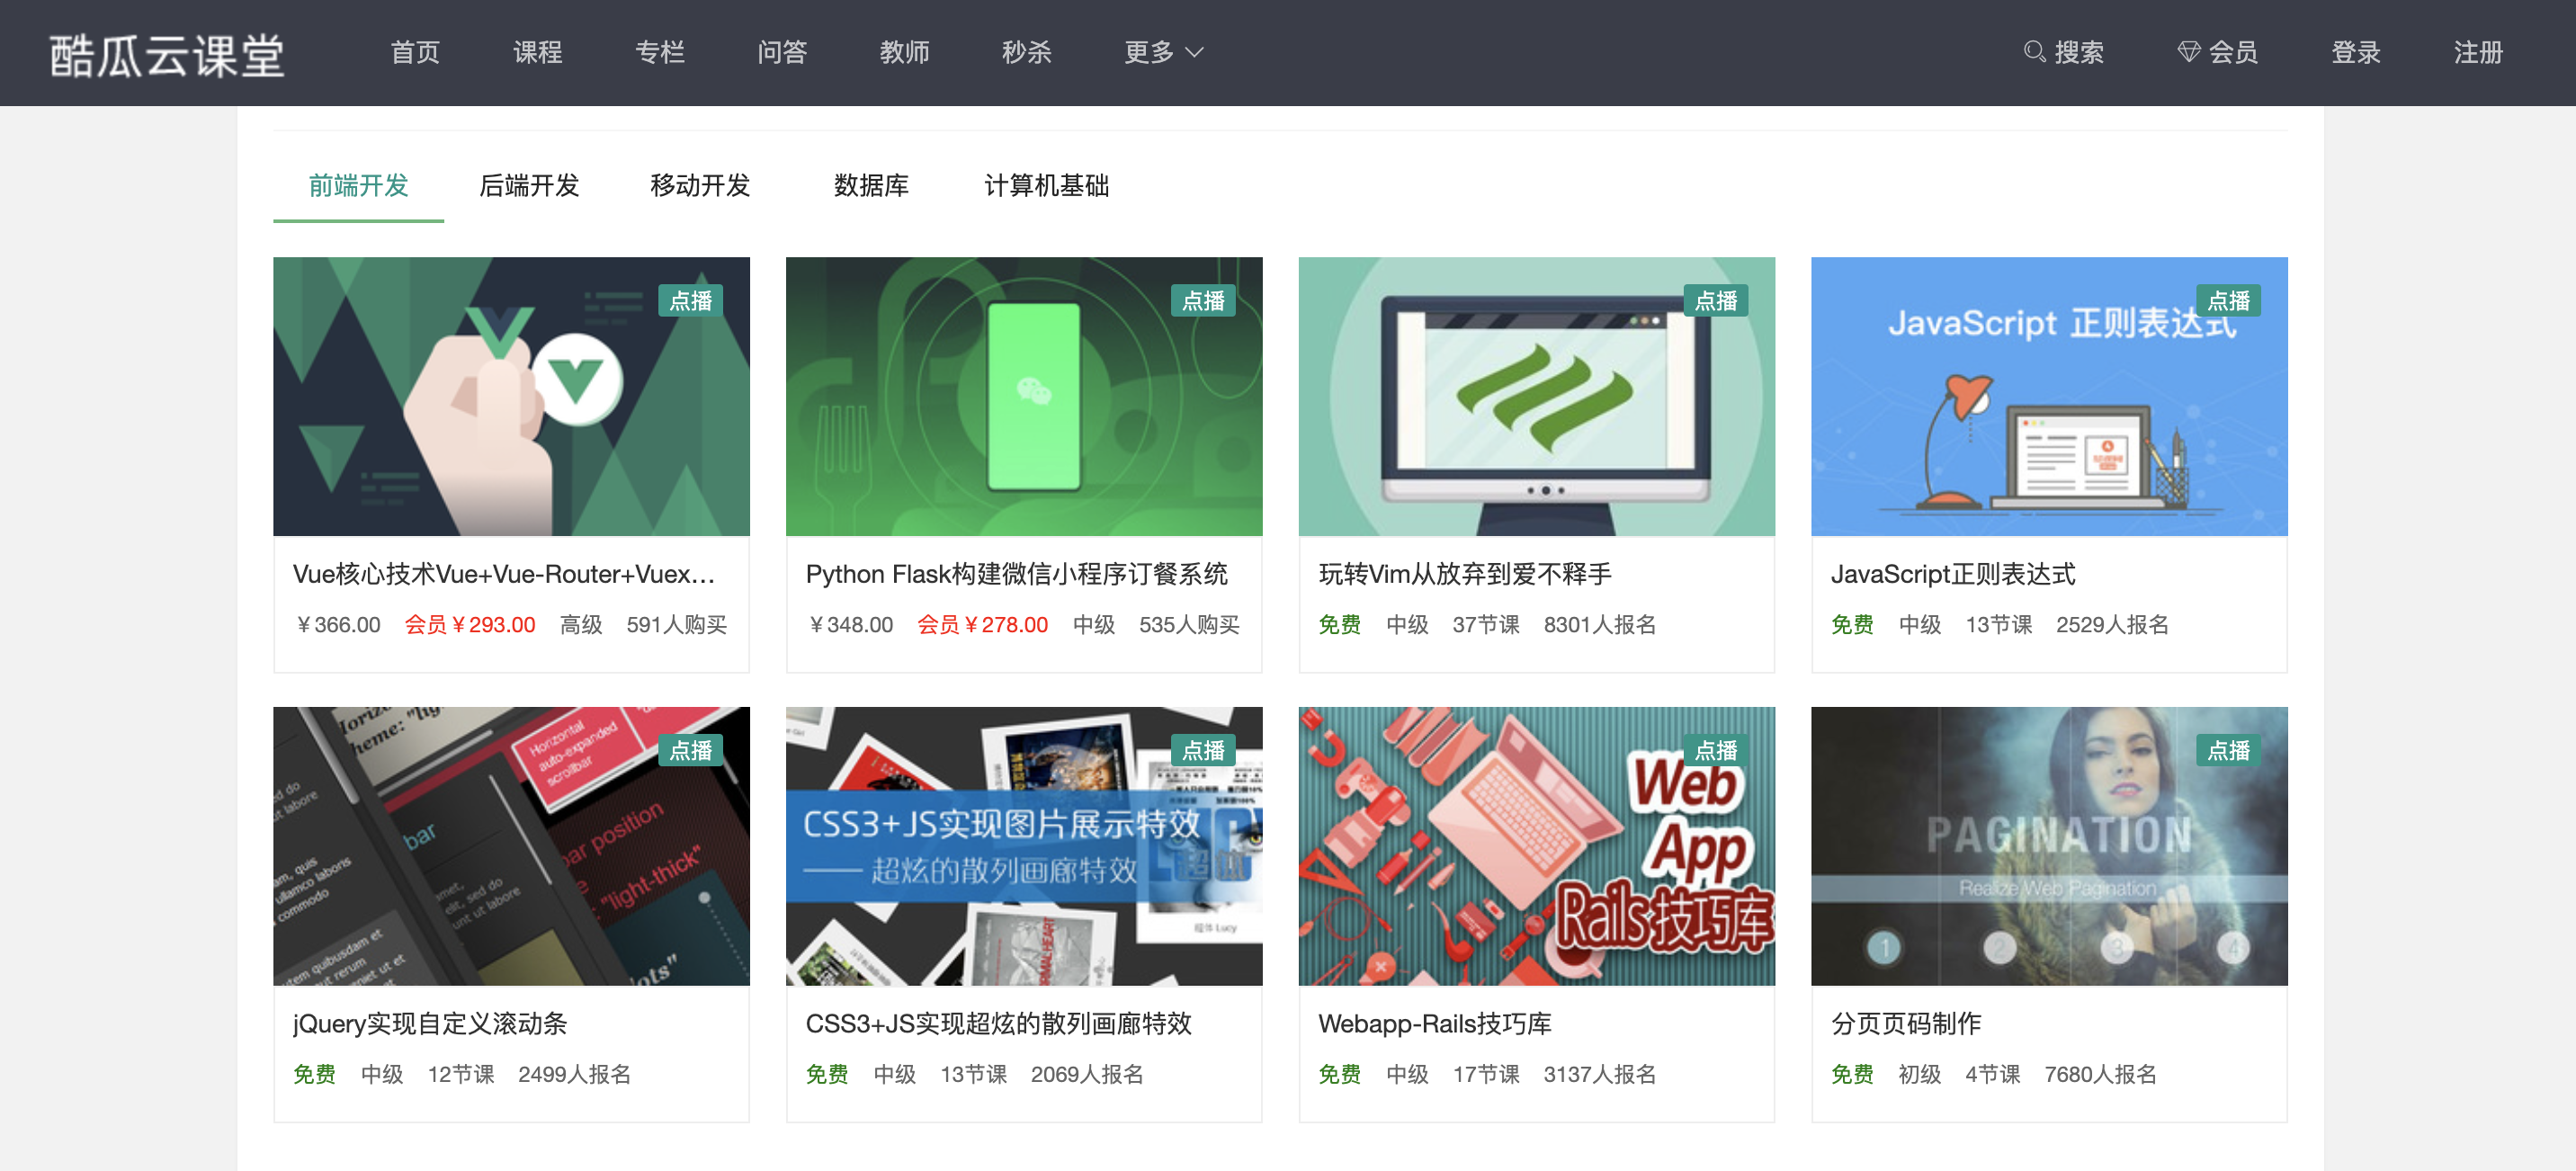 酷瓜云课堂
首页 课程 专栏 问答 教师 秒杀 更多
搜索 会员 登录 注册
前端开发 后端开发 移动开发 数据库 计算机基础
点播
点播
点播
点播
JavaScript 正则表达式
Vue核心技术Vue+Vue-Router+Vuex...
¥366.00 会员¥293.00 高级 591人购买
Python Flask构建微信小程序订餐系统
¥348.00 会员¥278.00 中级 535人购买
玩转Vim从放弃到爱不释手
免费 中级 37节课 8301人报名
JavaScript正则表达式
免费 中级 13节课 2529人报名
点播
Horizontal
auto-expanded
scrollbar
bar
bar position
"light-thick"
点播
CSS3+JS实现图片展示特效
—— 超炫的散列画廊特效
点播
Web
App
Rails技巧库
点播
PAGINATION
Realize Web Pagination
1 2 3 4
jQuery实现自定义滚动条
免费 中级 12节课 2499人报名
CSS3+JS实现超炫的散列画廊特效
免费 中级 13节课 2069人报名
Webapp-Rails技巧库
免费 中级 17节课 3137人报名
分页页码制作
免费 初级 4节课 7680人报名